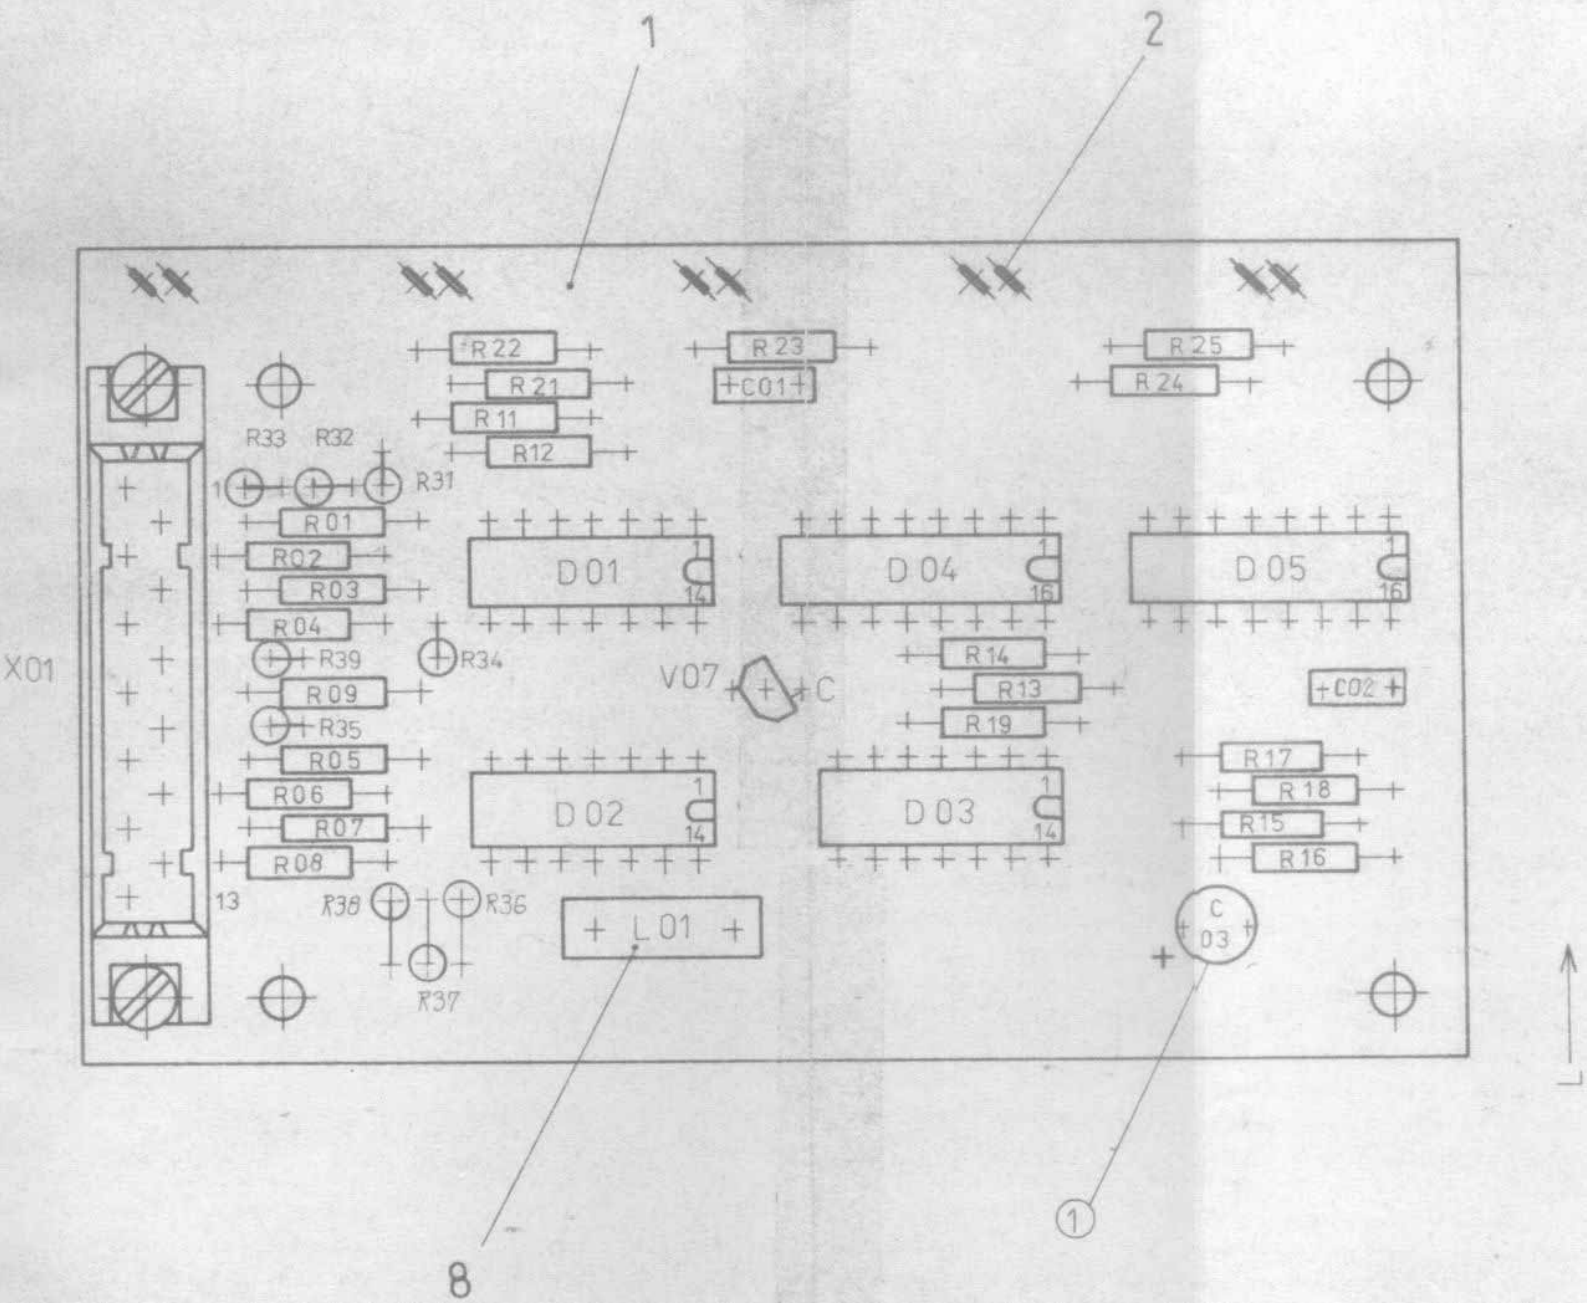 1
2
R22
R23
R25
R21
+C01+
R24
R11
R33
R32
R12
1
R31
R01
D01
1
14
D04
1
16
D05
1
16
R02
R03
R04
X01
R39
R34
R14
V07
C
R13
+C02+
R09
R35
R19
R05
R17
R06
R18
D02
1
14
D03
1
14
R07
R15
R08
R16
13
R38
R36
+ L01 +
C
03
+
R37
L
1
8